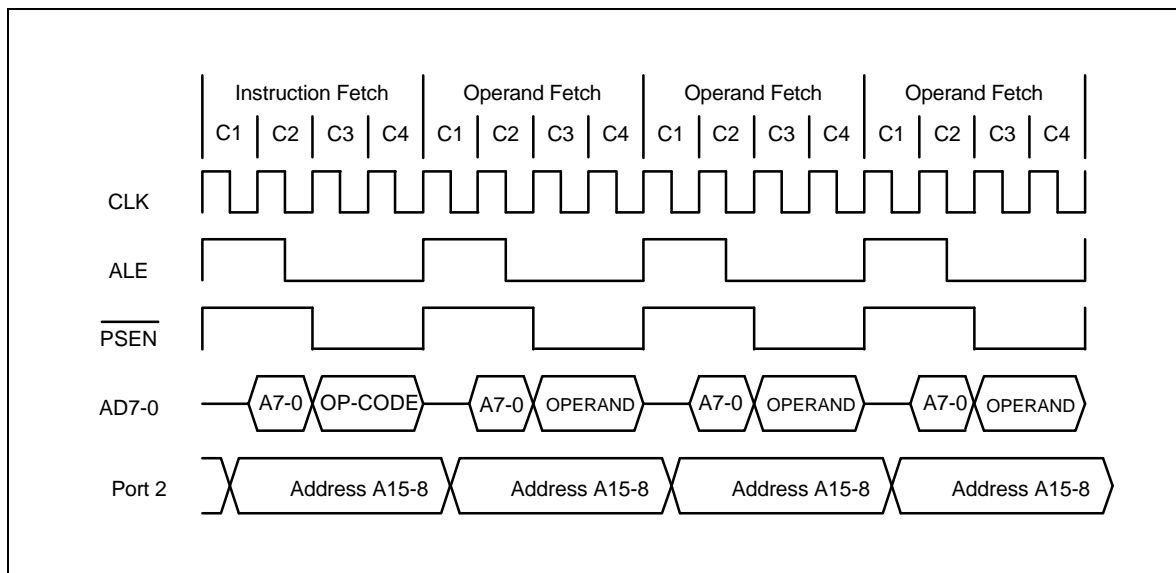 Instruction Fetch Operand Fetch Operand Fetch Operand Fetch
C1 C2 C3 C4 C1 C2 C3 C4 C1 C2 C3 C4 C1 C2 C3 C4
CLK
ALE
PSEN
AD7-0 A7-0 OP-CODE A7-0 OPERAND A7-0 OPERAND A7-0 OPERAND
Port 2 Address A15-8 Address A15-8 Address A15-8 Address A15-8